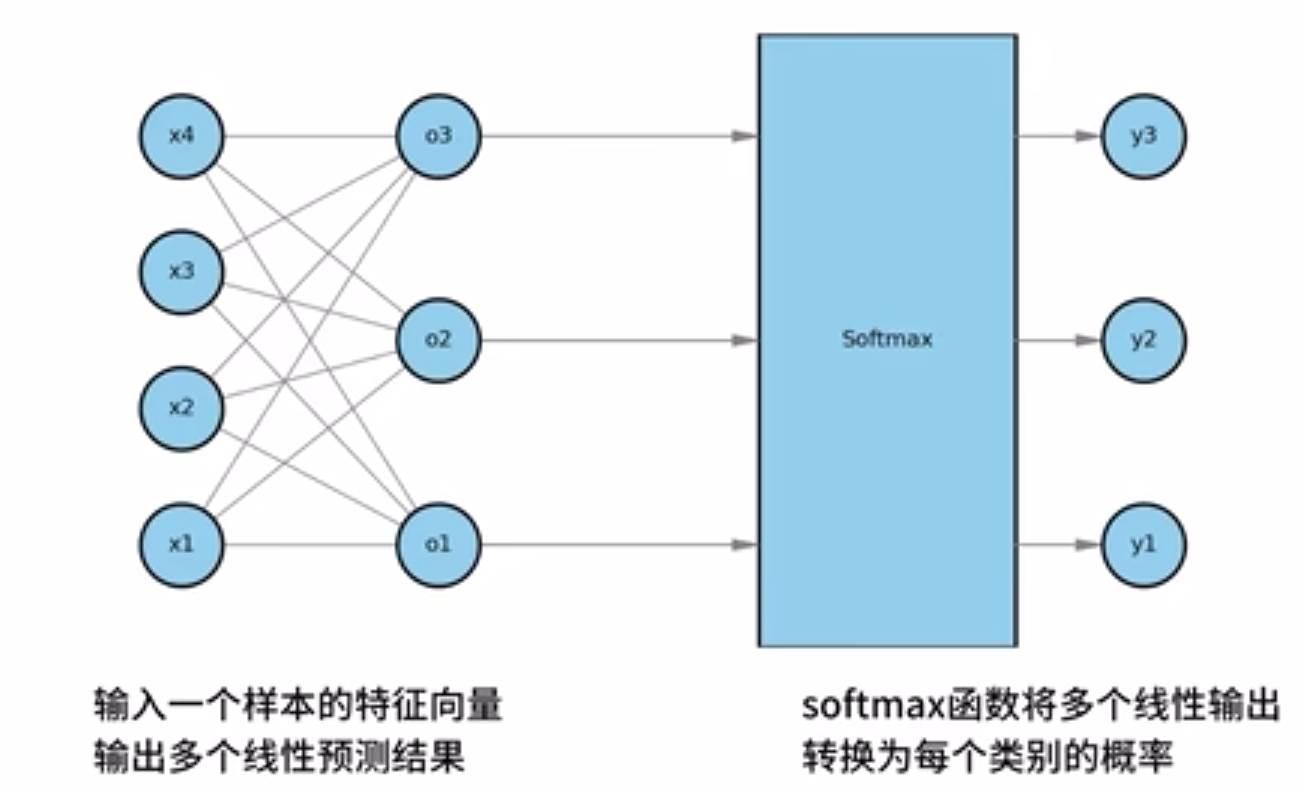 x4
o3
y3
x3
o2
Softmax
y2
x2
x1
o1
y1
输入一个样本的特征向量
输出多个线性预测结果
softmax函数将多个线性输出
转换为每个类别的概率